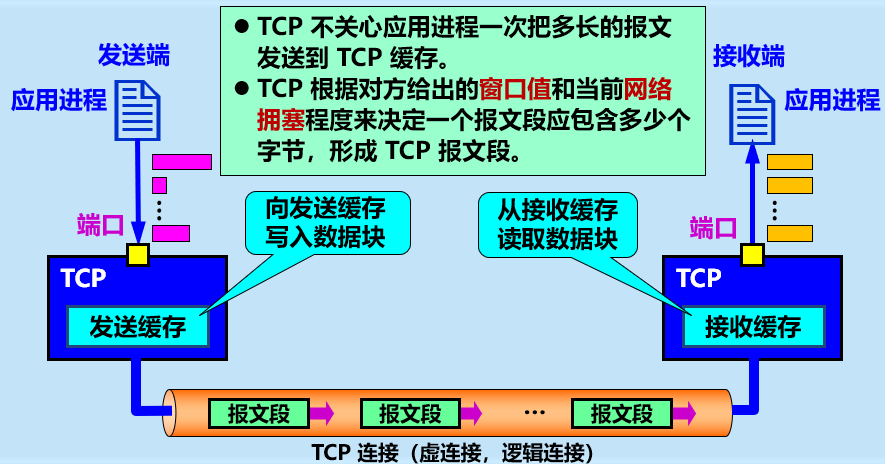 ● TCP 不关心应用进程一次把多长的报文
发送到 TCP 缓存。
● TCP 根据对方给出的窗口值和当前网络
拥塞程度来决定一个报文段应包含多少个
字节，形成 TCP 报文段。
发送端
应用进程
接收端
应用进程
端口
向发送缓存
写入数据块
从接收缓存
读取数据块
端口
TCP
发送缓存
TCP
接收缓存
报文段
报文段
…
报文段
TCP 连接（虚连接，逻辑连接）